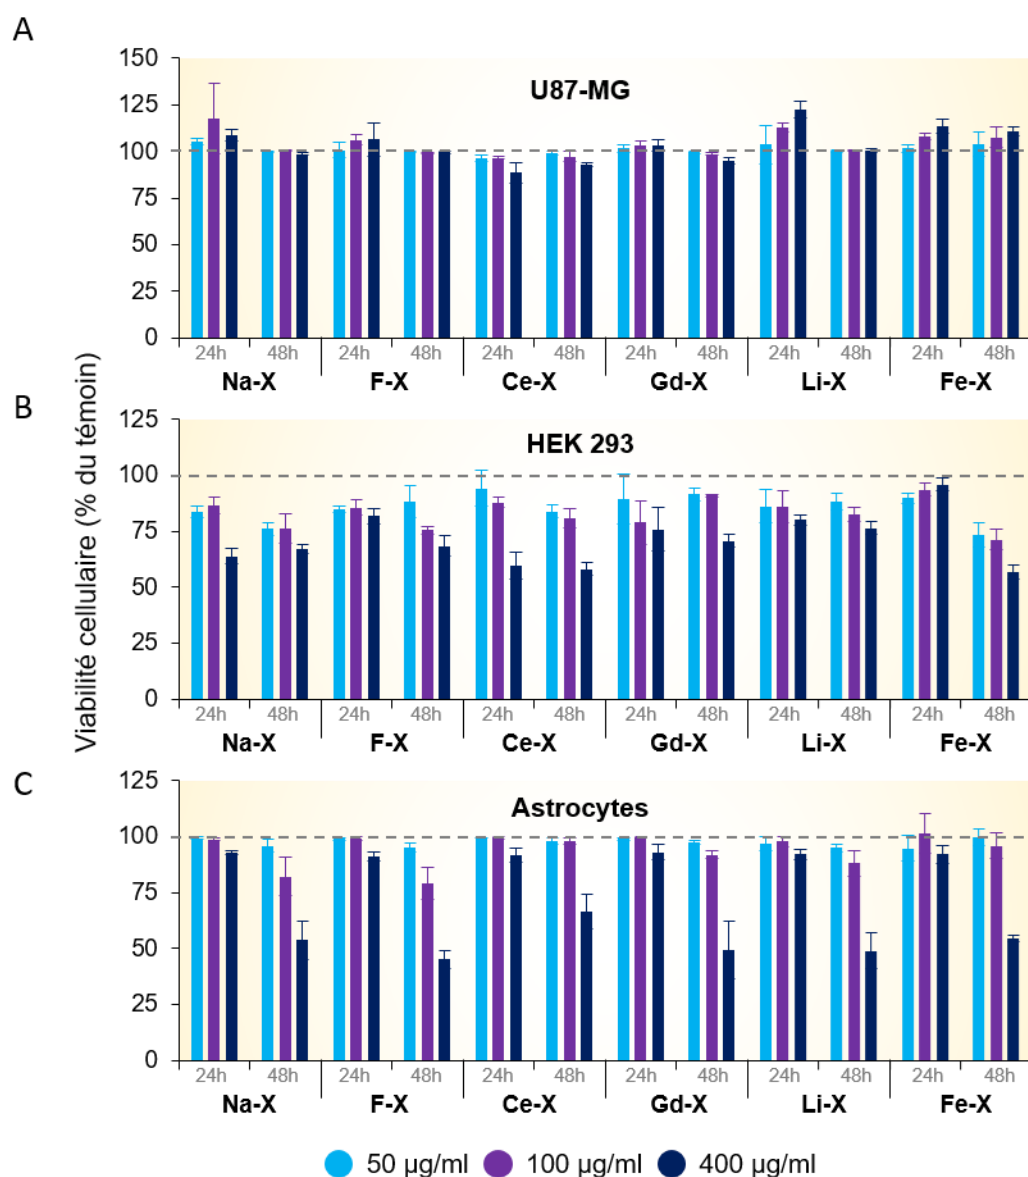 A
150
125
100
75
50
25
0
U87-MG
24h 48h 24h 48h 24h 48h 24h 48h 24h 48h 24h 48h
Na-X F-X Ce-X Gd-X Li-X Fe-X
Viabilité cellulaire (% du témoin)
B
125
100
75
50
25
0
HEK 293
24h 48h 24h 48h 24h 48h 24h 48h 24h 48h 24h 48h
Na-X F-X Ce-X Gd-X Li-X Fe-X
C
125
100
75
50
25
0
Astrocytes
24h 48h 24h 48h 24h 48h 24h 48h 24h 48h 24h 48h
Na-X F-X Ce-X Gd-X Li-X Fe-X
50 µg/ml 100 µg/ml 400 µg/ml